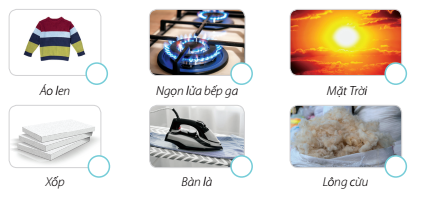 Áo len
Ngọn lửa bếp ga
Mặt Trời
Xốp
Bàn là
Lông cừu